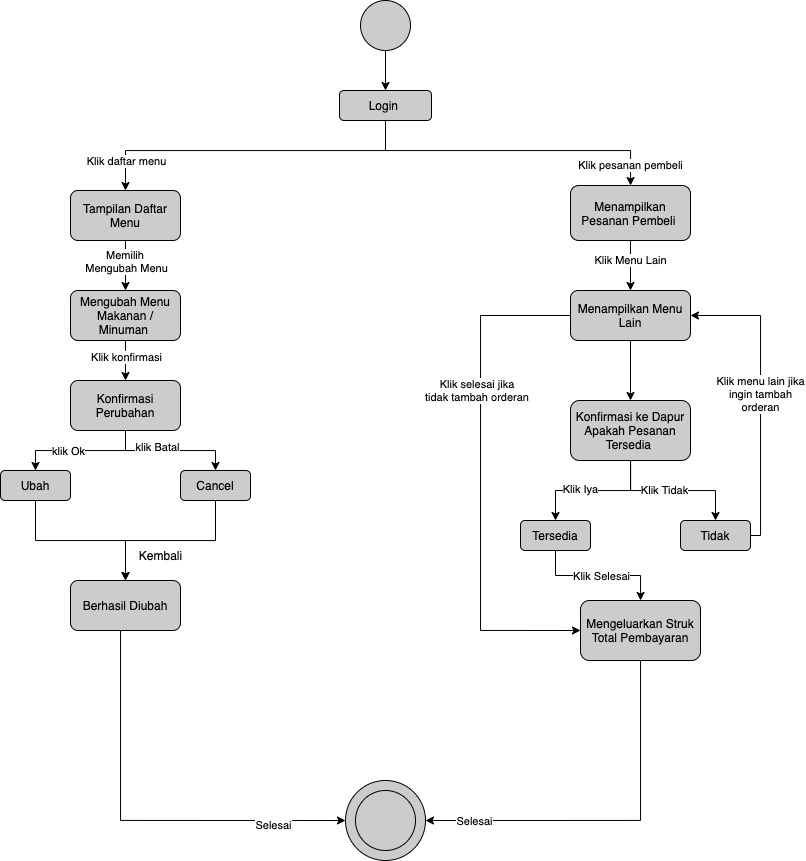 Login
Klik daftar menu
Klik pesanan pembeli
Tampilan Daftar
Menu
Menampilkan
Pesanan Pembeli
Memilih
Mengubah Menu
Klik Menu Lain
Mengubah Menu
Makanan /
Minuman
Menampilkan Menu
Lain
Klik konfirmasi
Klik selesai jika
tidak tambah orderan
Klik menu lain jika
ingin tambah
orderan
Konfirmasi
Perubahan
Konfirmasi ke Dapur
Apakah Pesanan
Tersedia
klik Ok
klik Batal
Ubah
Cancel
Klik Iya
Klik Tidak
Tersedia
Tidak
Kembali
Klik Selesai
Berhasil Diubah
Mengeluarkan Struk
Total Pembayaran
Selesai
Selesai